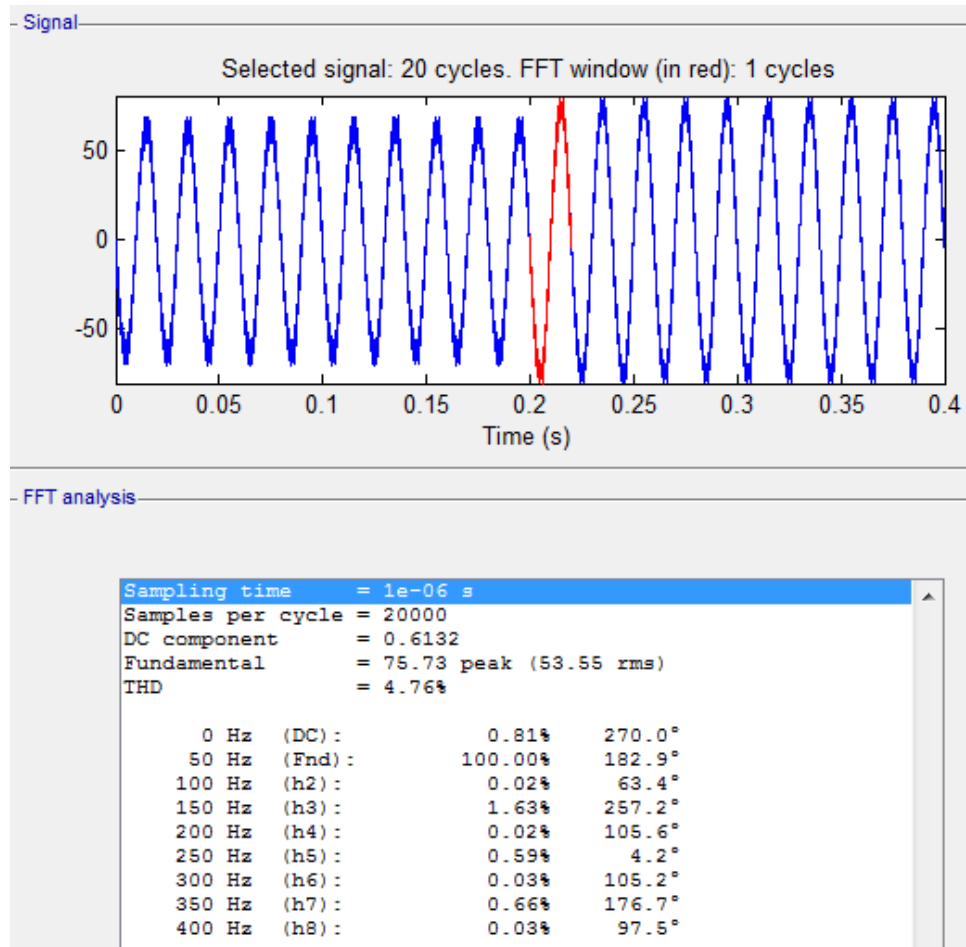 Signal
Selected signal: 20 cycles. FFT window (in red): 1 cycles
50
0
-50
0 0.05 0.1 0.15 0.2 0.25 0.3 0.35 0.4
Time (s)
FFT analysis
Sampling time = 1e-06 s
Samples per cycle = 20000
DC component = 0.6132
Fundamental = 75.73 peak (53.55 rms)
THD = 4.76%
0 Hz (DC): 0.81% 270.0°
50 Hz (Fnd): 100.00% 182.9°
100 Hz (h2): 0.02% 63.4°
150 Hz (h3): 1.63% 257.2°
200 Hz (h4): 0.02% 105.6°
250 Hz (h5): 0.59% 4.2°
300 Hz (h6): 0.03% 105.2°
350 Hz (h7): 0.66% 176.7°
400 Hz (h8): 0.03% 97.5°